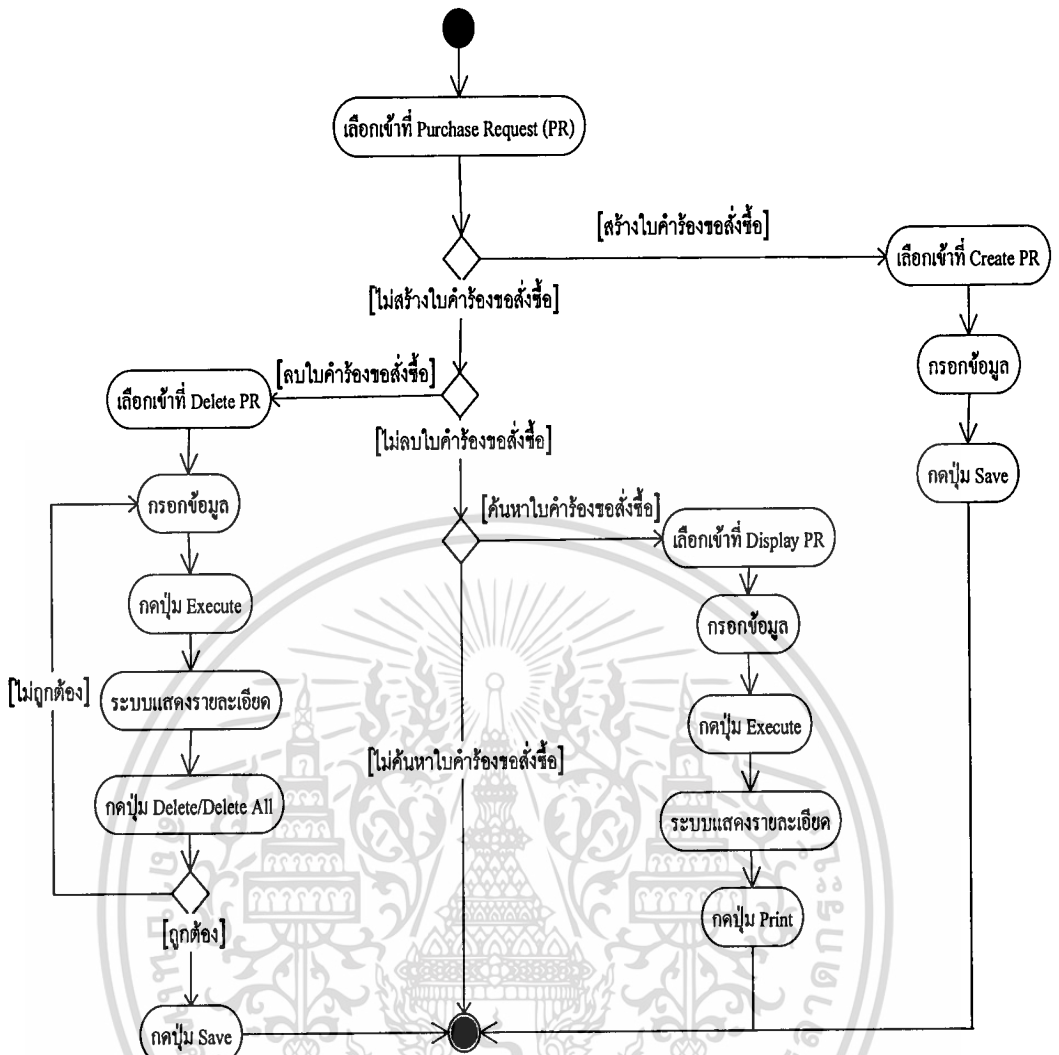 เลือกเข้าที่ Purchase Request (PR)
[สร้างใบคำร้องขอสั่งซื้อ]
เลือกเข้าที่ Create PR
[ไม่สร้างใบคำร้องขอสั่งซื้อ]
กรอกข้อมูล
[ลบใบคำร้องขอสั่งซื้อ]
เลือกเข้าที่ Delete PR
[ไม่ลบใบคำร้องขอสั่งซื้อ]
กดปุ่ม Save
กรอกข้อมูล
[ค้นหาใบคำร้องขอสั่งซื้อ]
เลือกเข้าที่ Display PR
กดปุ่ม Execute
กรอกข้อมูล
[ไม่ถูกต้อง]
ระบบแสดงรายละเอียด
กดปุ่ม Execute
[ไม่ค้นหาใบคำร้องขอสั่งซื้อ]
กดปุ่ม Delete/Delete All
ระบบแสดงรายละเอียด
กดปุ่ม Print
[ถูกต้อง]
กดปุ่ม Save